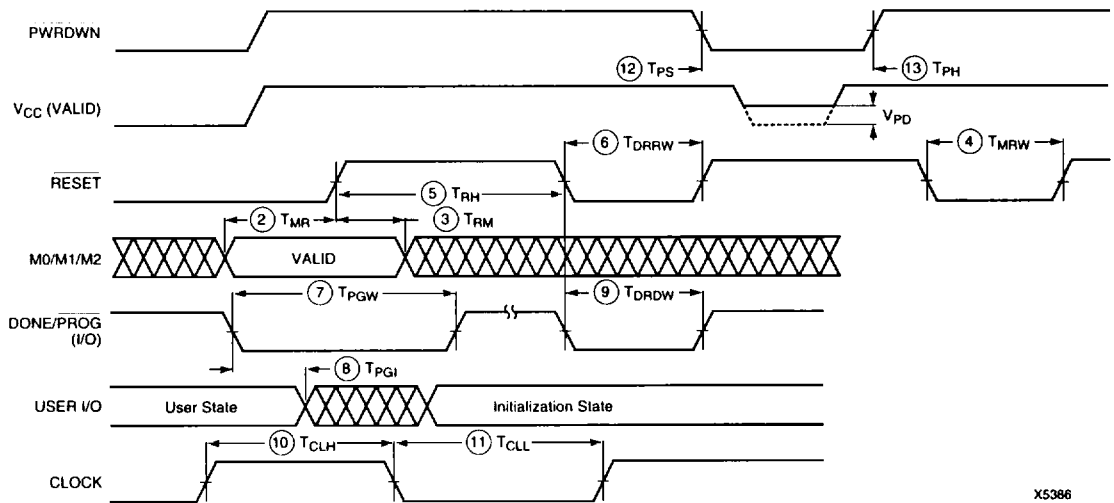 PWRDWN
12 TPS
13 TPH
VCC (VALID)
VPD
6 TDRRW
4 TMRW
RESET
5 TRH
2 TMR
3 TRM
M0/M1/M2
VALID
7 TPGW
9 TDRDW
DONE/PROG
(I/O)
8 TPGI
USER I/O
User State
Initialization State
10 TCLH
11 TCLL
CLOCK
X5386